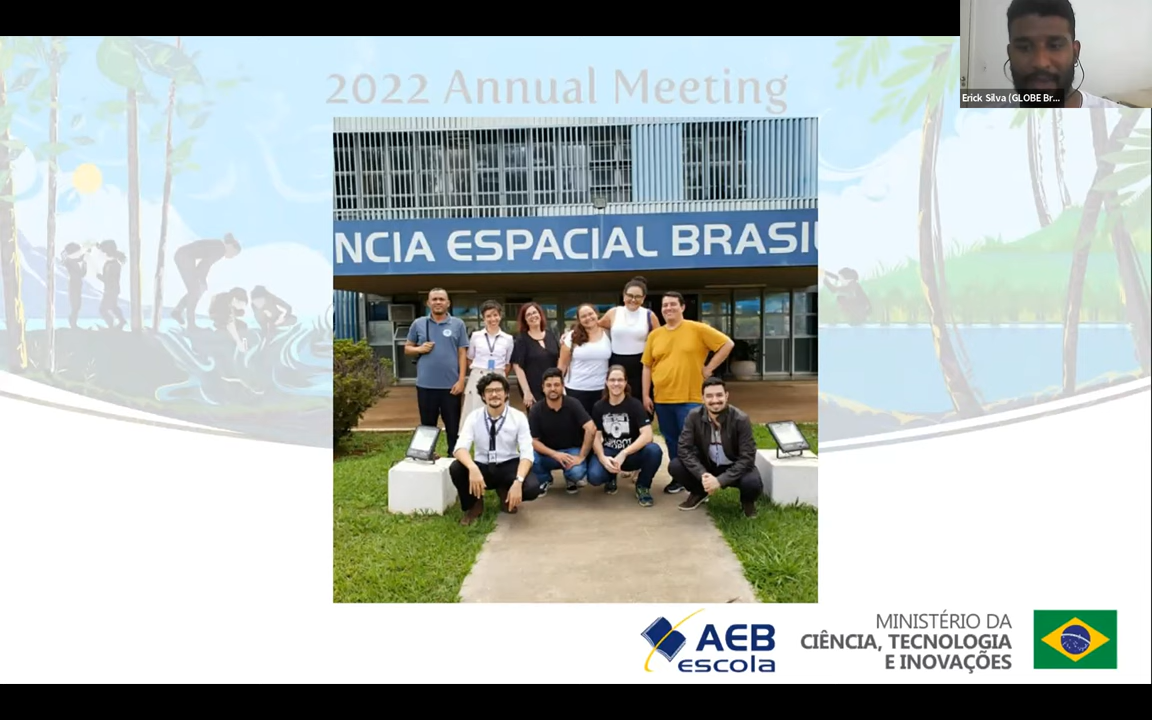 2022 Annual Meeting
Erick Silva (GLOBE Br...
NCIA ESPACIAL BRASI
AEB
escola
MINISTÉRIO DA
CIÊNCIA, TECNOLOGIA
E INOVAÇÕES